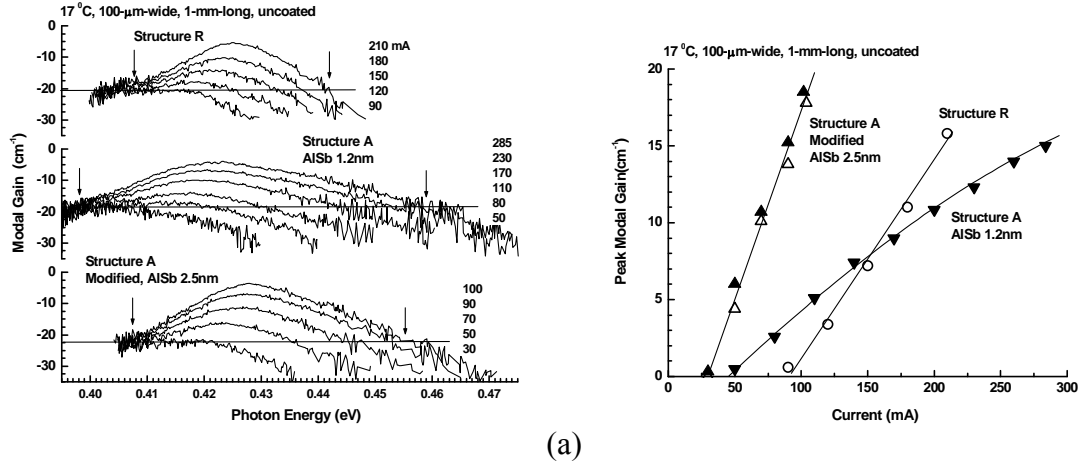 17 ⁰C, 100-µm-wide, 1-mm-long, uncoated
Structure R
210 mA
180
150
120
90
-10
-20
-30
Structure A
AlSb 1.2nm
285
230
170
110
80
50
0
-10
-20
-30
Structure A
Modified, AlSb 2.5nm
100
90
70
50
30
0
-10
-20
-30
0.40 0.41 0.42 0.43 0.44 0.45 0.46 0.47
Photon Energy (eV)
Modal Gain (cm⁻¹)
17 ⁰C, 100-µm-wide, 1-mm-long, uncoated
Structure R
Structure A
Modified
AlSb 2.5nm
Structure A
AlSb 1.2nm
20
15
10
5
0
0 50 100 150 200 250 300
Current (mA)
Peak Modal Gain(cm⁻¹)
(a)